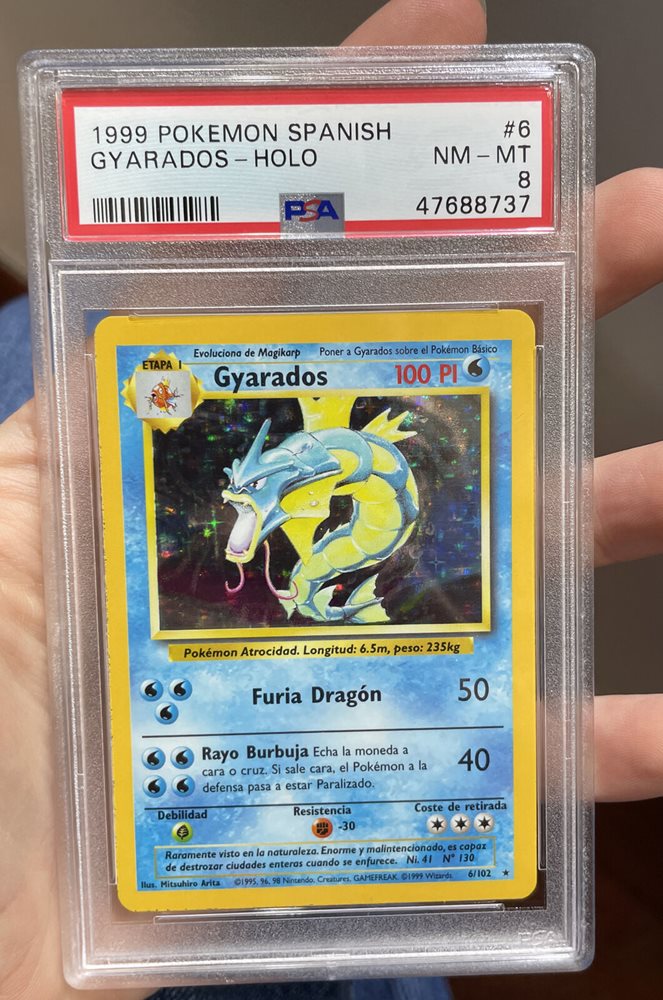 1999 POKEMON SPANISH #6
GYARADOS - HOLO NM - MT
8
PSA 47688737
Evoluciona de Magikarp Poner a Gyarados sobre el Pokémon Básico
ETAPA 1
Gyarados 100 PI
Pokémon Atrocidad. Longitud: 6.5m, peso: 235kg
Furia Dragón 50
Rayo Burbuja Echa la moneda a
cara o cruz. Si sale cara, el Pokémon a la
defensa pasa a estar Paralizado.
40
Debilidad Resistencia Coste de retirada
-30
Raramente visto en la naturaleza. Enorme y malintencionado, es capaz
de destrozar ciudades enteras cuando se enfurece. Ni. 41 Nº 130
Ilus. Mitsuhiro Arita ©1995, 96, 98 Nintendo, Creatures, GAMEFREAK. ©1999 Wizards. 6/102 ★
PSA